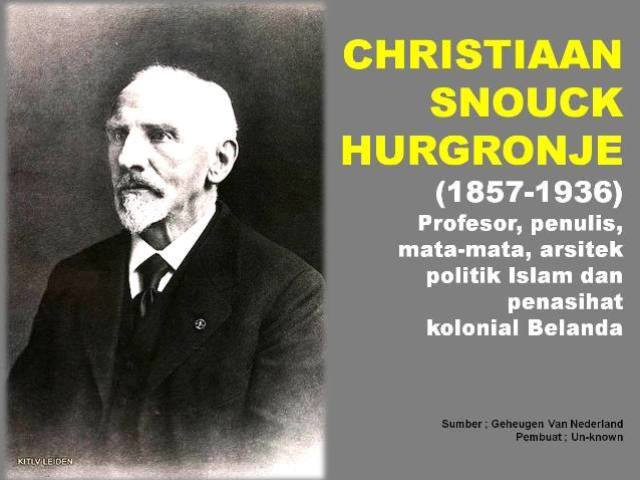 CHRISTIAAN
SNOUCK
HURGRONJE
(1857-1936)
Profesor, penulis,
mata-mata, arsitek
politik Islam dan
penasihat
kolonial Belanda
Sumber ; Geheugen Van Nederland
Pembuat ; Un-known
KITLV LEIDEN